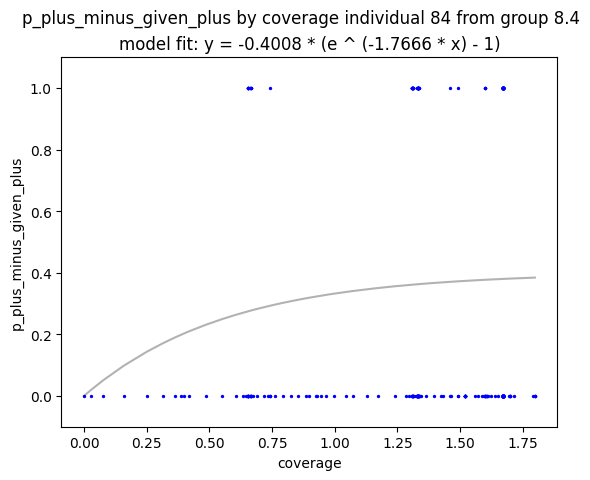 p_plus_minus_given_plus by coverage individual 84 from group 8.4
model fit: y = -0.4008 * (e ^ (-1.7666 * x) - 1)
p_plus_minus_given_plus
1.0
0.8
0.6
0.4
0.2
0.0
0.00 0.25 0.50 0.75 1.00 1.25 1.50 1.75
coverage